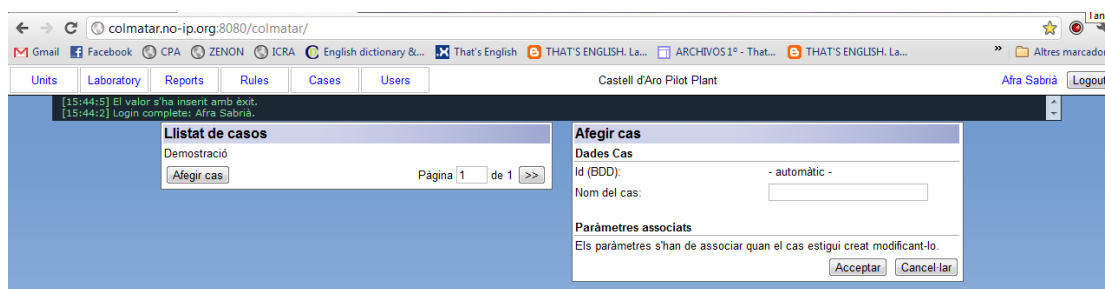 Tan
colmatar.no-ip.org:8080/colmatar/
Gmail Facebook CPA ZENON ICRA English dictionary &... That's English THAT'S ENGLISH. La... ARCHIVOS 1º - That... THAT'S ENGLISH. La... » Altres marcador
Units Laboratory Reports Rules Cases Users Castell d'Aro Pilot Plant Afra Sabrià Logout
[15:44:5] El valor s'ha inserit amb èxit.
[15:44:2] Login complete: Afra Sabrià.
Llistat de casos
Demostració
Afegir cas Pàgina 1 de 1 >>
Afegir cas
Dades Cas
Id (BDD): - automàtic -
Nom del cas:
Paràmetres associats
Els paràmetres s'han de associar quan el cas estigui creat modificant-lo.
Acceptar Cancel·lar